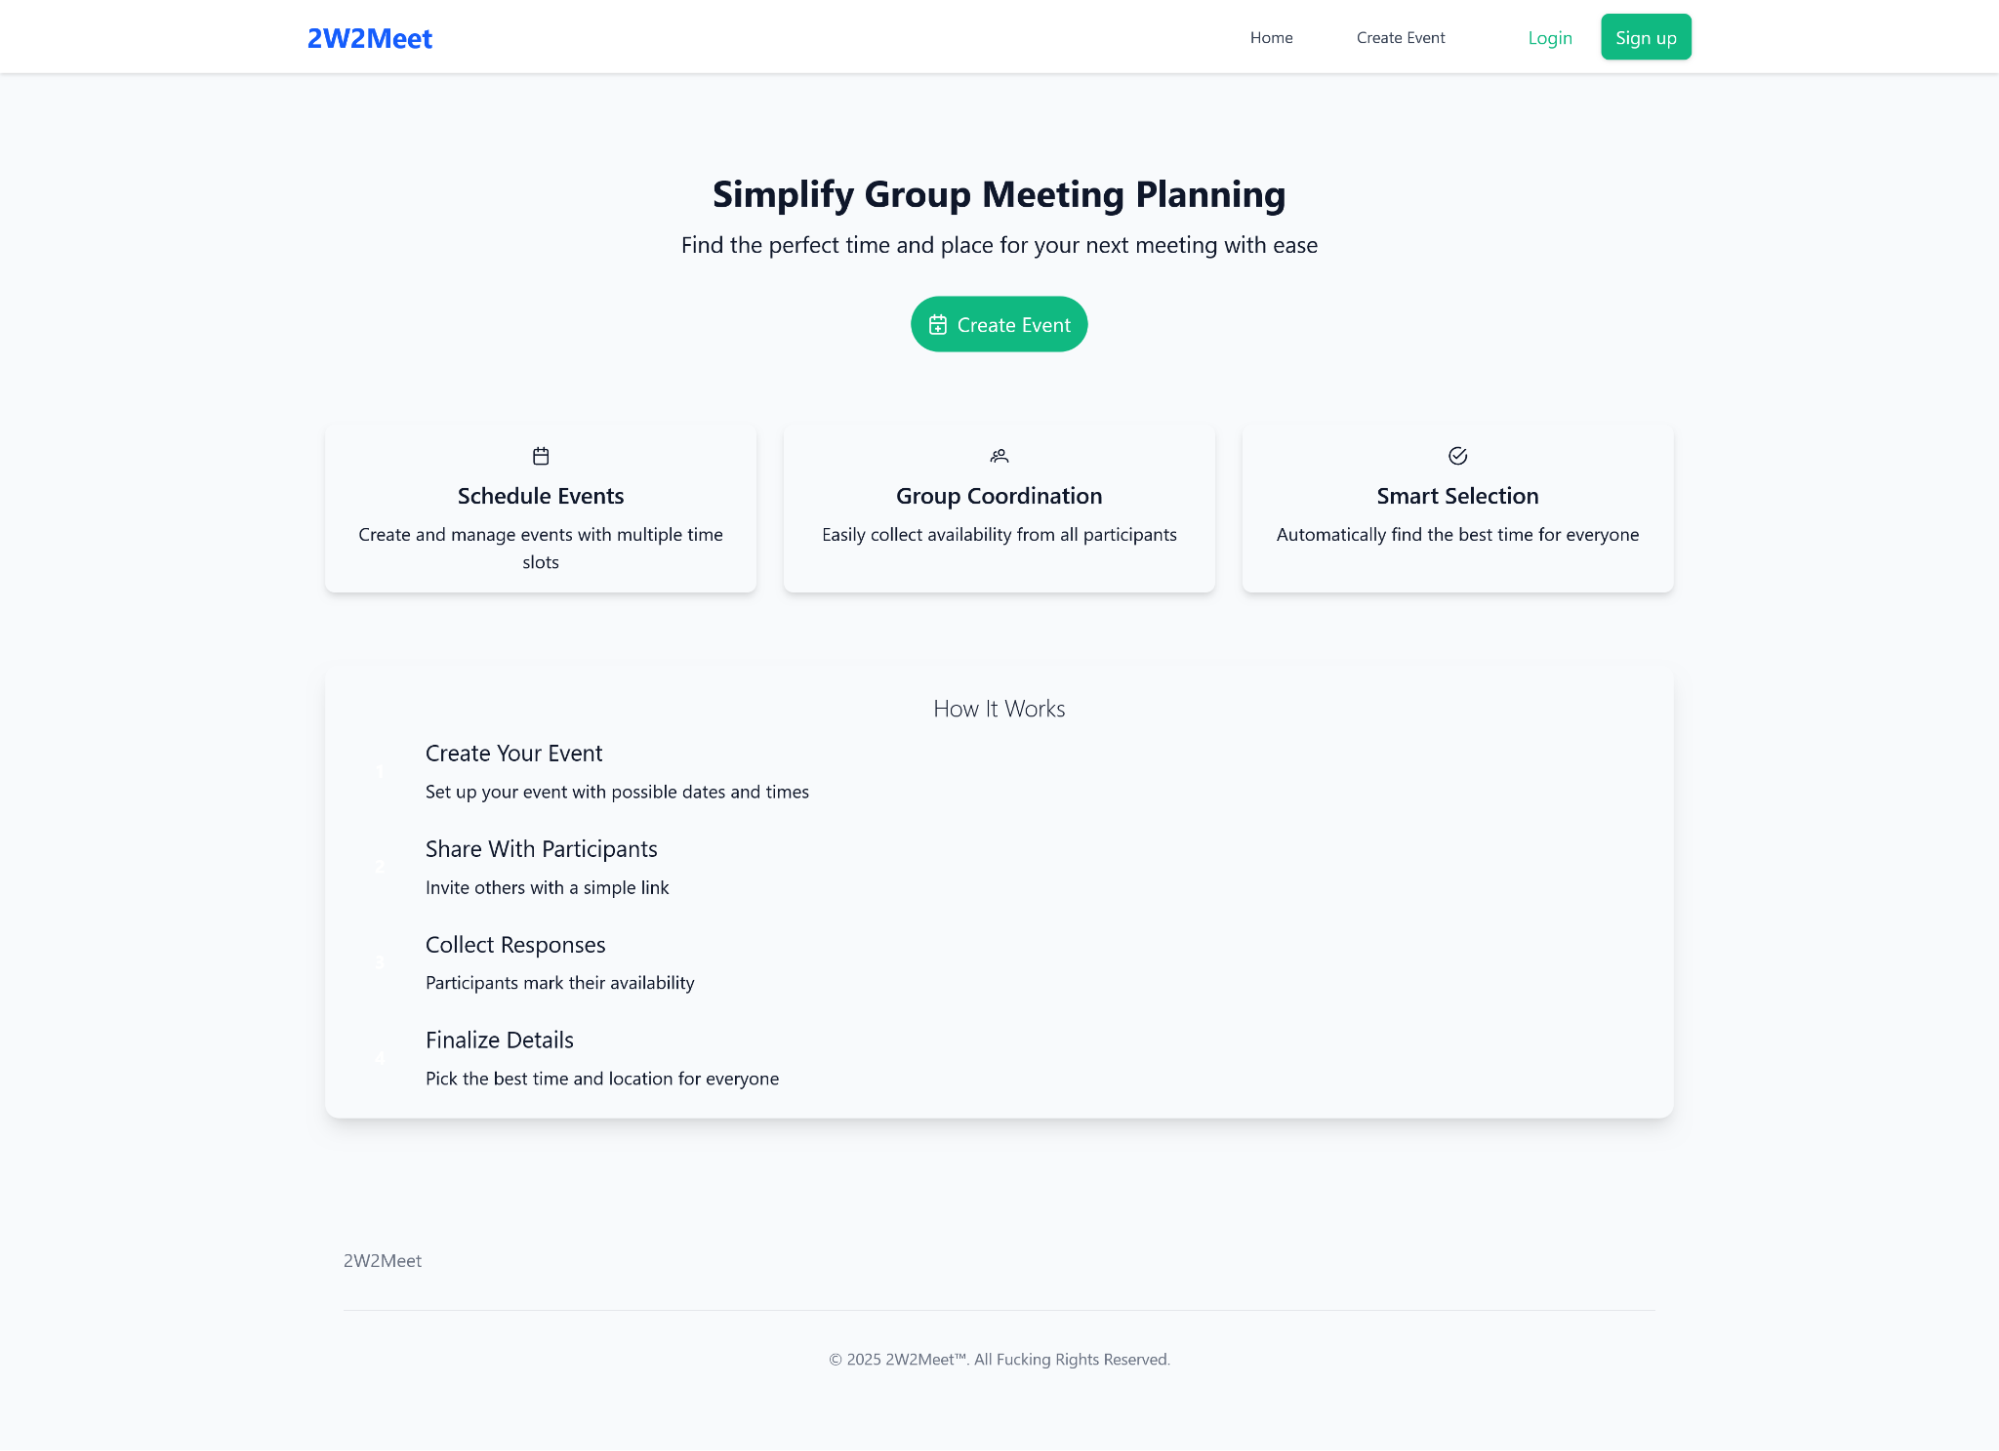 2W2Meet
Home
Create Event
Login
Sign up
Simplify Group Meeting Planning
Find the perfect time and place for your next meeting with ease
Create Event
Schedule Events
Create and manage events with multiple time
slots
Group Coordination
Easily collect availability from all participants
Smart Selection
Automatically find the best time for everyone
How It Works
1
Create Your Event
Set up your event with possible dates and times
2
Share With Participants
Invite others with a simple link
3
Collect Responses
Participants mark their availability
4
Finalize Details
Pick the best time and location for everyone
2W2Meet
© 2025 2W2Meet™. All Fucking Rights Reserved.